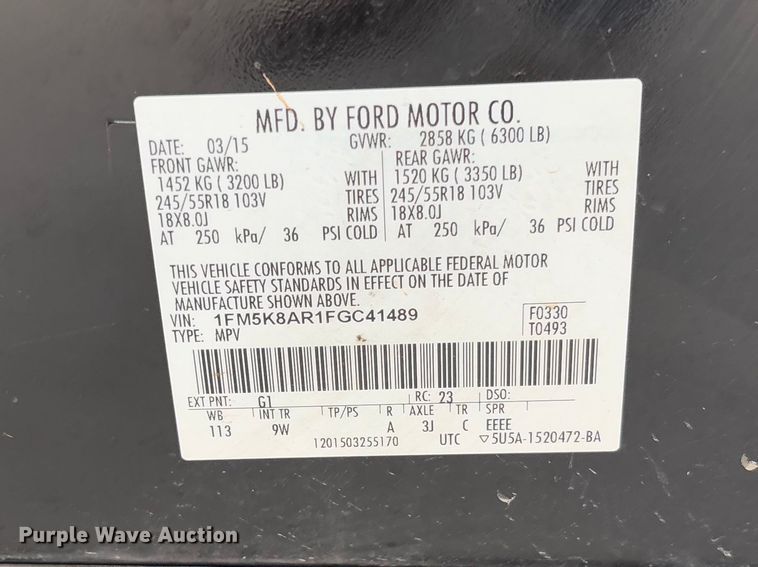 MFD. BY FORD MOTOR CO.
DATE: 03/15 GVWR: 2858 KG ( 6300 LB)
FRONT GAWR: REAR GAWR:
1452 KG ( 3200 LB) WITH 1520 KG ( 3350 LB) WITH
245/55R18 103V TIRES 245/55R18 103V TIRES
18X8.0J RIMS 18X8.0J RIMS
AT 250 kPa/ 36 PSI COLD AT 250 kPa/ 36 PSI COLD
THIS VEHICLE CONFORMS TO ALL APPLICABLE FEDERAL MOTOR
VEHICLE SAFETY STANDARDS IN EFFECT ON THE DATE OF
MANUFACTURE SHOWN ABOVE.
VIN: 1FM5K8AR1FGC41489 F0330
TYPE: MPV T0493
EXT PNT: G1 RC: 23 DSO:
WB INT TR TP/PS R AXLE TR SPR
113 9W A 3J C EEEE
1201503255170 UTC ▽5U5A-1520472-BA
Purple Wave Auction